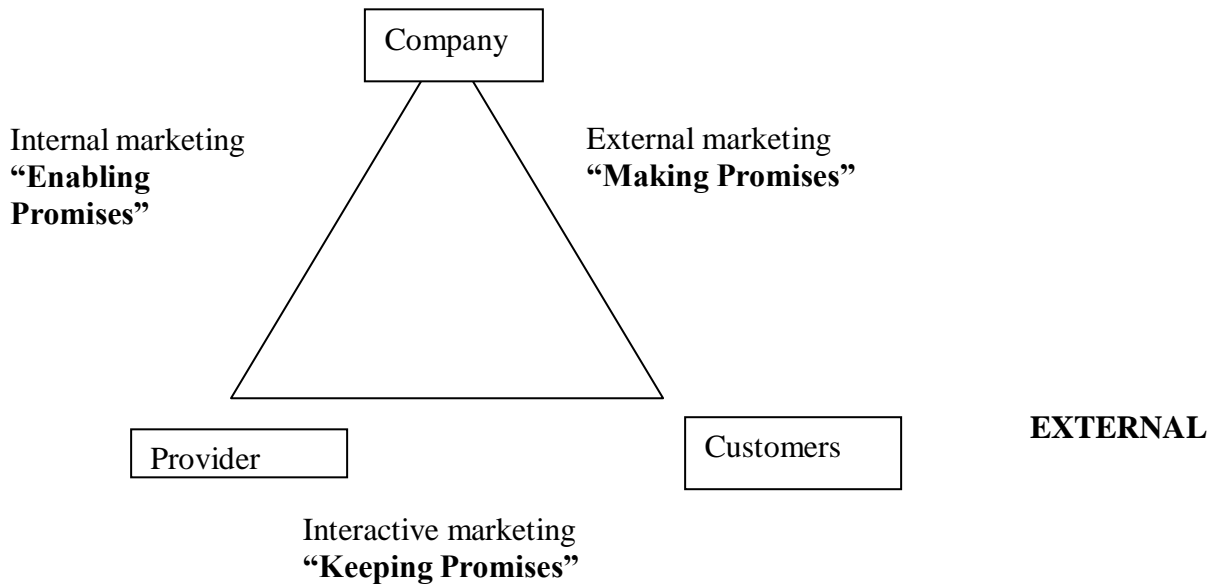 Company
Internal marketing
“Enabling
Promises”
External marketing
“Making Promises”
Provider
Customers
EXTERNAL
Interactive marketing
“Keeping Promises”